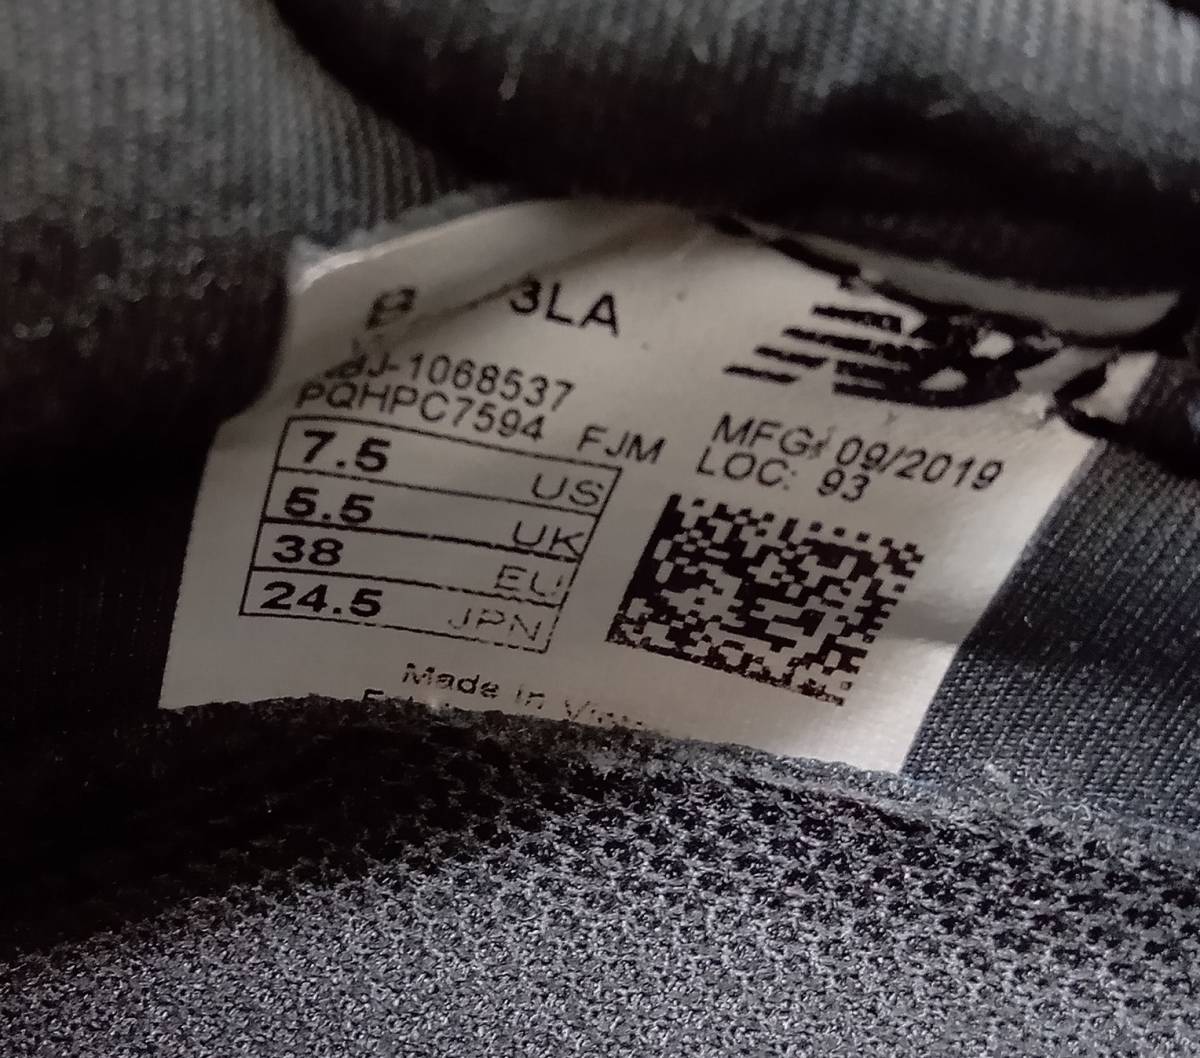 B 3LA
BJ-1068537
PQHPC7594 FJM
MFG: 09/2019
LOC: 93
7.5 US
5.5 UK
38 EU
24.5 JPN
Made in